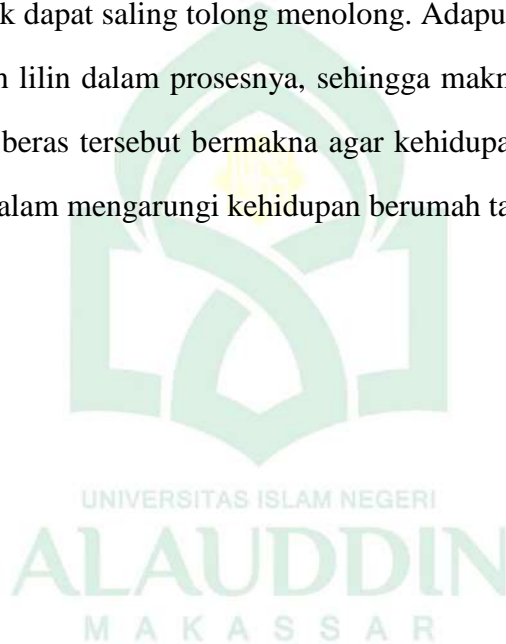 k dapat saling tolong menolong. Adapu
n lilin dalam prosesnya, sehingga makn
beras tersebut bermakna agar kehidupa
alam mengarungi kehidupan berumah ta
UNIVERSITAS ISLAM NEGERI
ALAUDDIN
MAKASSAR